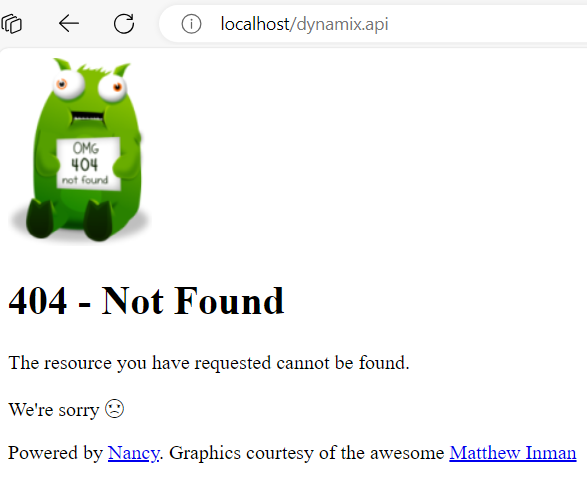 localhost/dynamix.api
OMG
404
not found
404 - Not Found
The resource you have requested cannot be found.
We're sorry ☹
Powered by Nancy. Graphics courtesy of the awesome Matthew Inman